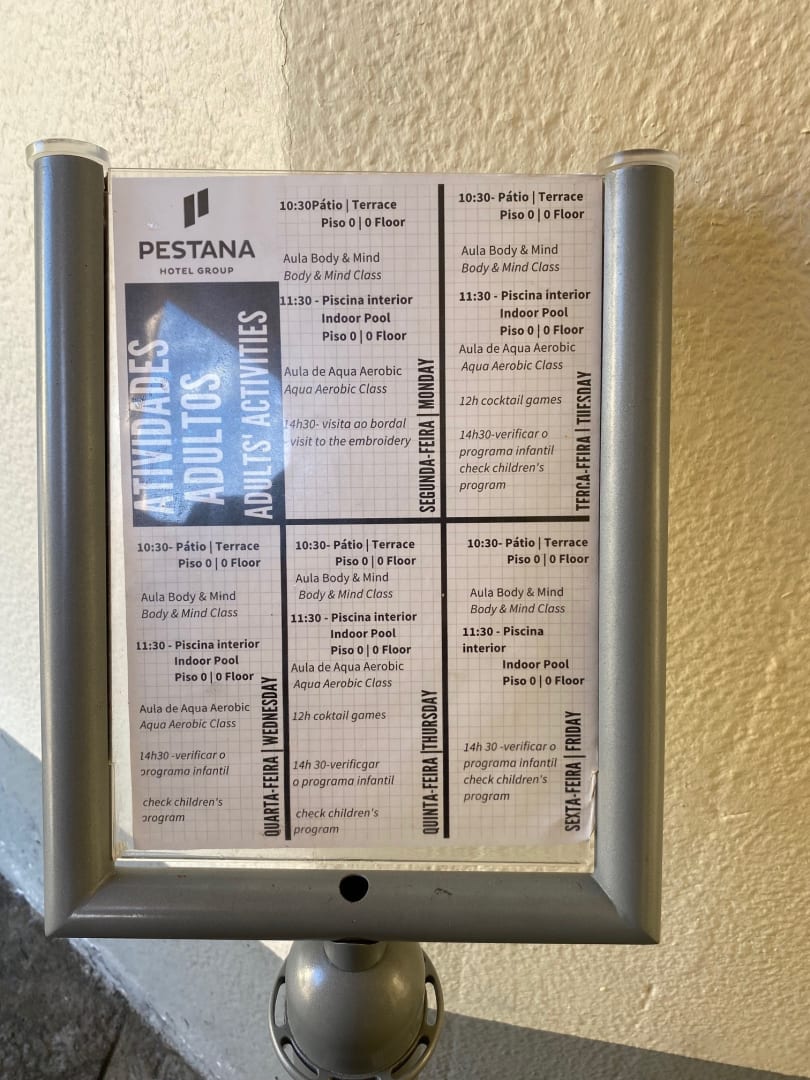 PESTANA
HOTEL GROUP
ATIVIDADES
ADULTOS
ADULTS' ACTIVITIES
10:30Pátio | Terrace
Piso 0 | 0 Floor
Aula Body & Mind
Body & Mind Class
11:30 - Piscina interior
Indoor Pool
Piso 0 | 0 Floor
Aula de Aqua Aerobic
Aqua Aerobic Class
14h30- visita ao bordal
visit to the embroidery
SEGUNDA-FEIRA | MONDAY
10:30- Pátio | Terrace
Piso 0 | 0 Floor
Aula Body & Mind
Body & Mind Class
11:30 - Piscina interior
Indoor Pool
Piso 0 | 0 Floor
Aula de Aqua Aerobic
Aqua Aerobic Class
12h cocktail games
14h30-verificar o
programa infantil
check children's
program
TERÇA-FEIRA | TUESDAY
10:30- Pátio | Terrace
Piso 0 | 0 Floor
Aula Body & Mind
Body & Mind Class
11:30 - Piscina interior
Indoor Pool
Piso 0 | 0 Floor
Aula de Aqua Aerobic
Aqua Aerobic Class
14h30 -verificar o
programa infantil
check children's
program
QUARTA-FEIRA | WEDNESDAY
10:30- Pátio | Terrace
Piso 0 | 0 Floor
Aula Body & Mind
Body & Mind Class
11:30 - Piscina interior
Indoor Pool
Piso 0 | 0 Floor
Aula de Aqua Aerobic
Aqua Aerobic Class
12h coktail games
14h 30-verificgar
o programa infantil
check children's
program
QUINTA-FEIRA | THURSDAY
10:30- Pátio | Terrace
Piso 0 | 0 Floor
Aula Body & Mind
Body & Mind Class
11:30 - Piscina
interior
Indoor Pool
Piso 0 | 0 Floor
14h 30 -verificar o
programa infantil
check children's
program
SEXTA-FEIRA | FRIDAY